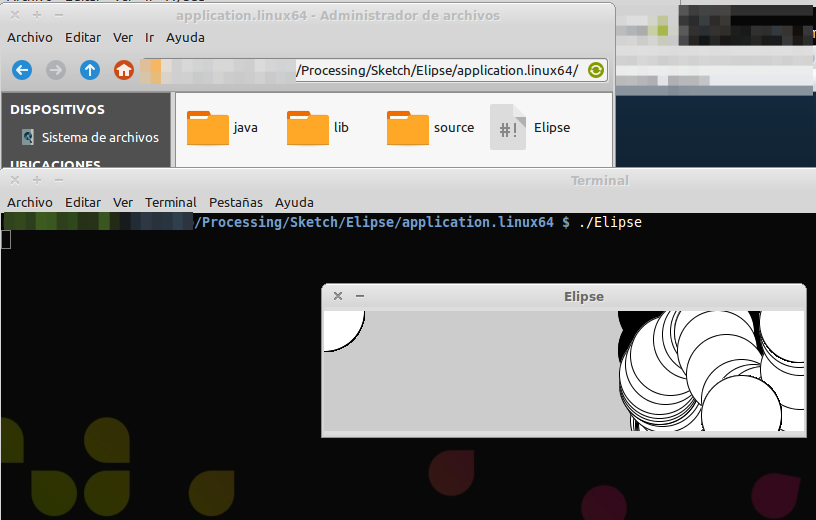 application.linux64 - Administrador de archivos
Archivo Editar Ver Ir Ayuda
/Processing/Sketch/Elipse/application.linux64/
DISPOSITIVOS
Sistema de archivos
UBICACIONES
java lib source #! Elipse
Terminal
Archivo Editar Ver Terminal Pestañas Ayuda
/Processing/Sketch/Elipse/application.linux64 $ ./Elipse
Elipse